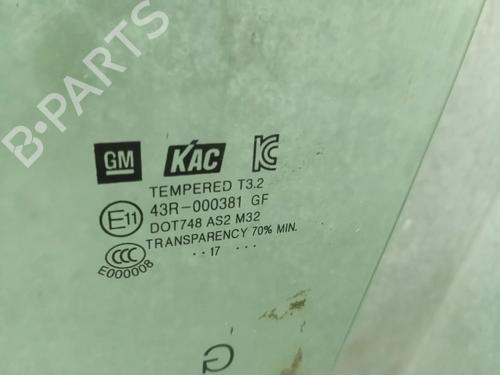 B-PARTS
GM KAC KC
TEMPERED T3.2
E11 43R-000381 GF
DOT748 AS2 M32
TRANSPARENCY 70% MIN.
CCC
E000008
··17···
G